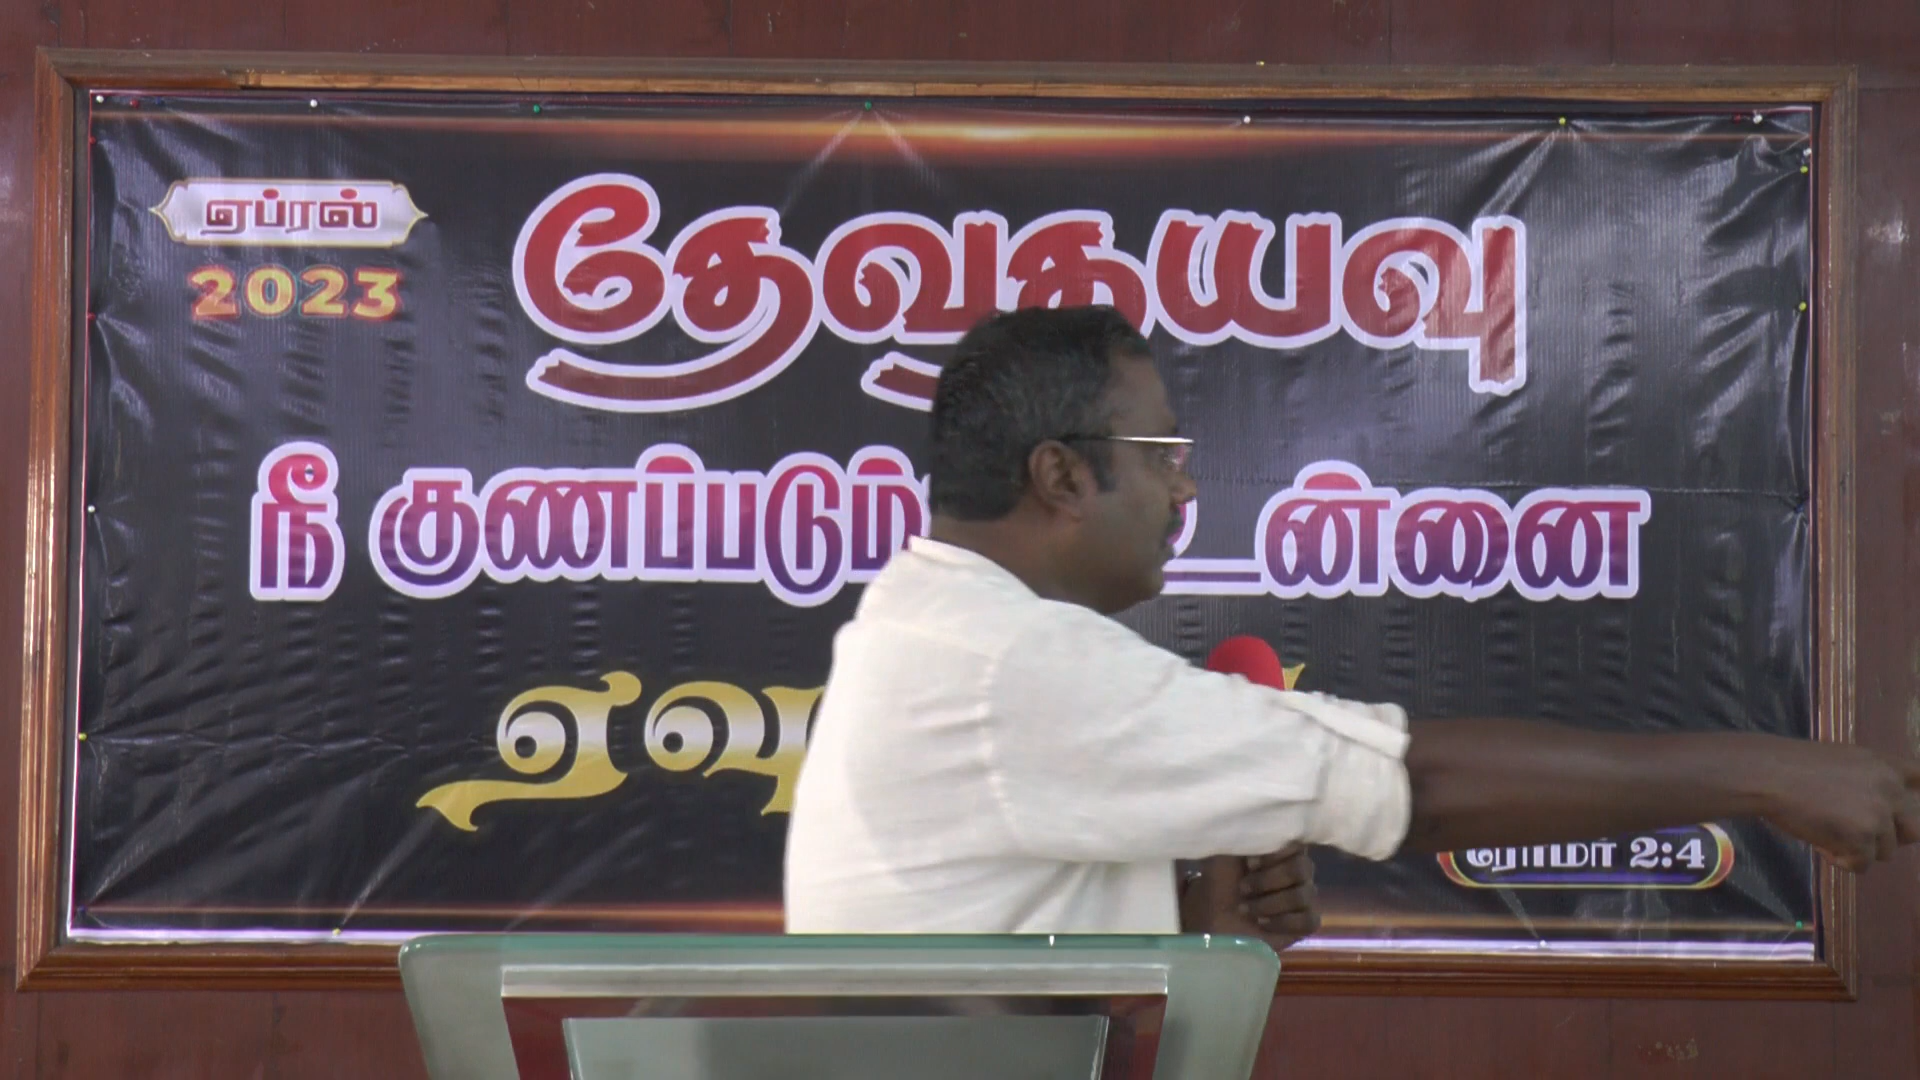 ஏப்ரல்
2023
தேவதயவு
நீ குணப்படும் உன்னை
ரோமர் 2:4